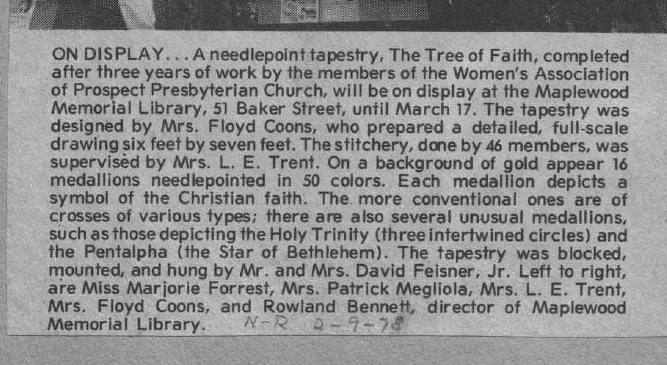 ON DISPLAY... A needlepoint tapestry, The Tree of Faith, completed
after three years of work by the members of the Women's Association
of Prospect Presbyterian Church, will be on display at the Maplewood
Memorial Library, 51 Baker Street, until March 17. The tapestry was
designed by Mrs. Floyd Coons, who prepared a detailed, full-scale
drawing six feet by seven feet. The stitchery, done by 46 members, was
supervised by Mrs. L. E. Trent. On a background of gold appear 16
medallions needlepointed in 50 colors. Each medallion depicts a
symbol of the Christian faith. The more conventional ones are of
crosses of various types; there are also several unusual medallions,
such as those depicting the Holy Trinity (three intertwined circles) and
the Pentalpha (the Star of Bethlehem). The tapestry was blocked,
mounted, and hung by Mr. and Mrs. David Feisner, Jr. Left to right,
are Miss Marjorie Forrest, Mrs. Patrick Megliola, Mrs. L. E. Trent,
Mrs. Floyd Coons, and Rowland Bennett, director of Maplewood
Memorial Library. N-R 2-9-78